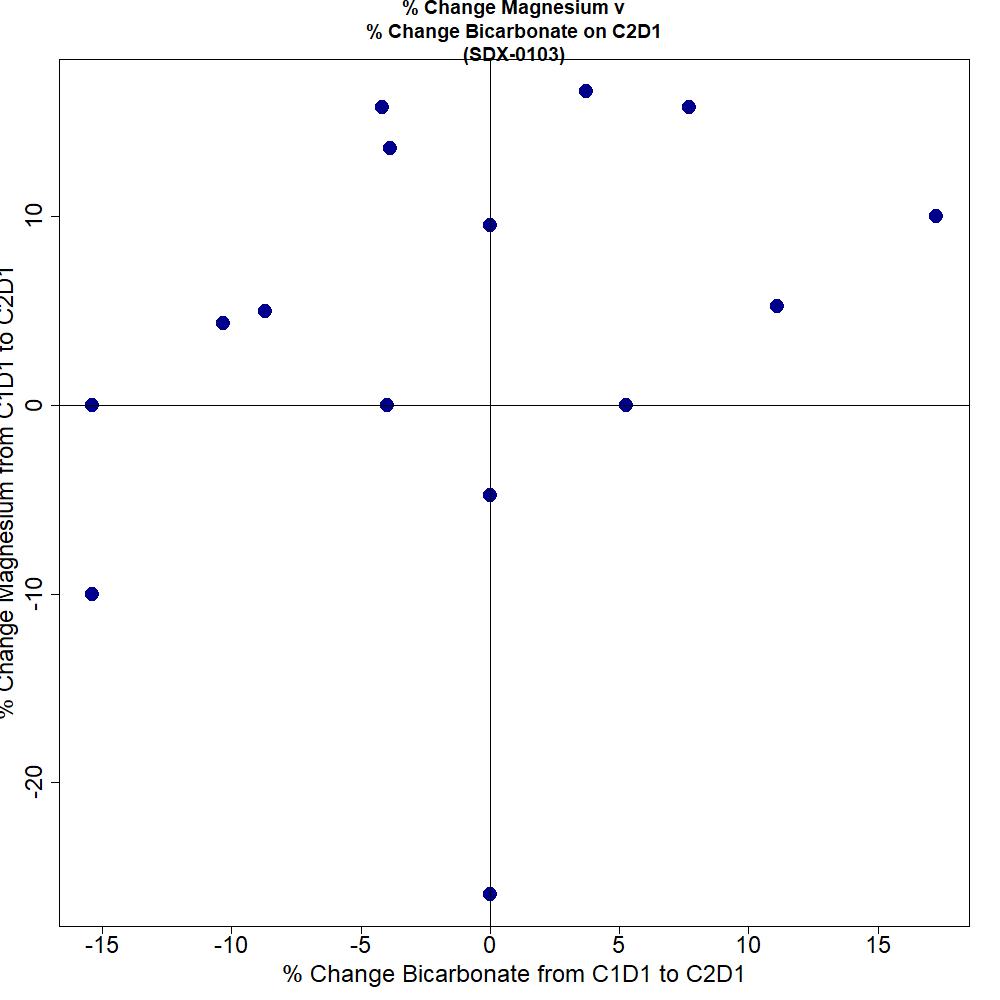 % Change Magnesium v
% Change Bicarbonate on C2D1
(SDX-0103)
% Change Magnesium from C1D1 to C2D1
10
0
-10
-20
-15
-10
-5
0
5
10
15
% Change Bicarbonate from C1D1 to C2D1